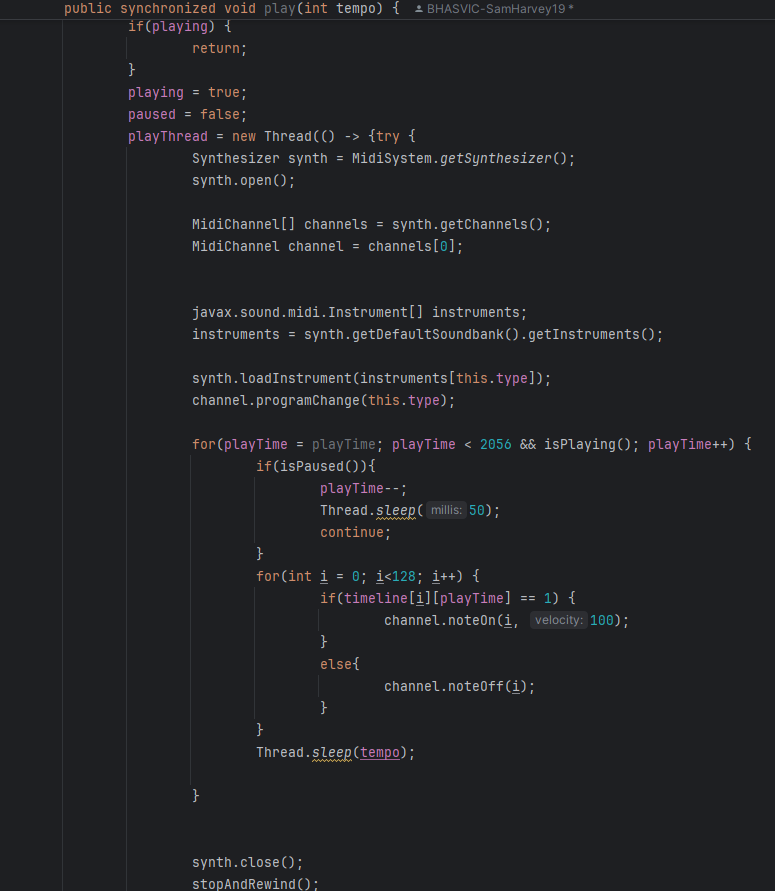 public synchronized void play(int tempo) { BHASVIC-SamHarvey19 *
if(playing) {
return;
}
playing = true;
paused = false;
playThread = new Thread(() -> {try {
Synthesizer synth = MidiSystem.getSynthesizer();
synth.open();
MidiChannel[] channels = synth.getChannels();
MidiChannel channel = channels[0];
javax.sound.midi.Instrument[] instruments;
instruments = synth.getDefaultSoundbank().getInstruments();
synth.loadInstrument(instruments[this.type]);
channel.programChange(this.type);
for(playTime = playTime; playTime < 2056 && isPlaying(); playTime++) {
if(isPaused()){
playTime--;
Thread.sleep( millis: 50);
continue;
}
for(int i = 0; i<128; i++) {
if(timeline[i][playTime] == 1) {
channel.noteOn(i, velocity: 100);
}
else{
channel.noteOff(i);
}
}
Thread.sleep(tempo);
}
synth.close();
stopAndRewind();